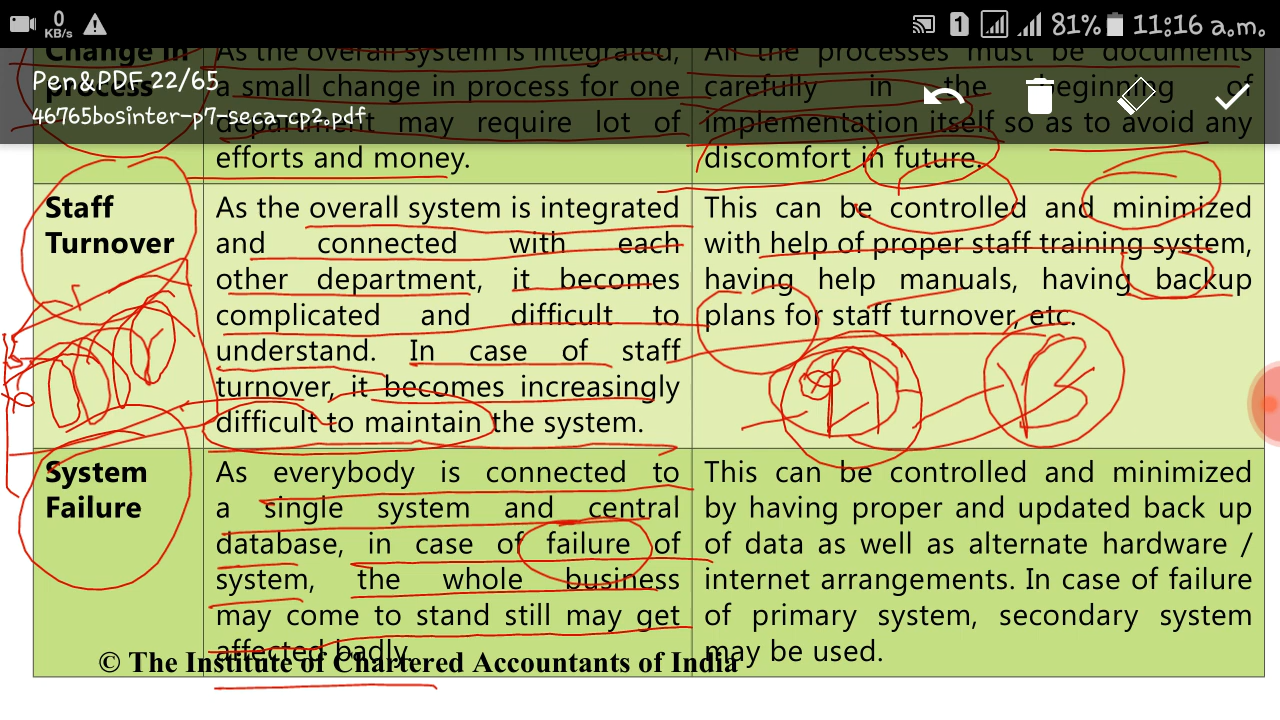 0 KB/s 1 81% 11:16 a.m.
Pen&PDF 22/65
46765bosinter-p7-seca-cp2.pdf
Change in
process
As the overall system is integrated,
a small change in process for one
department may require lot of
efforts and money.
All the processes must be documents
carefully in the beginning of
implementation itself so as to avoid any
discomfort in future.
Staff
Turnover
As the overall system is integrated
and connected with each
other department, it becomes
complicated and difficult to
understand. In case of staff
turnover, it becomes increasingly
difficult to maintain the system.
This can be controlled and minimized
with help of proper staff training system,
having help manuals, having backup
plans for staff turnover, etc.
System
Failure
As everybody is connected to
a single system and central
database, in case of failure of
system, the whole business
may come to stand still may get
affected badly.
This can be controlled and minimized
by having proper and updated back up
of data as well as alternate hardware /
internet arrangements. In case of failure
of primary system, secondary system
may be used.
© The Institute of Chartered Accountants of India